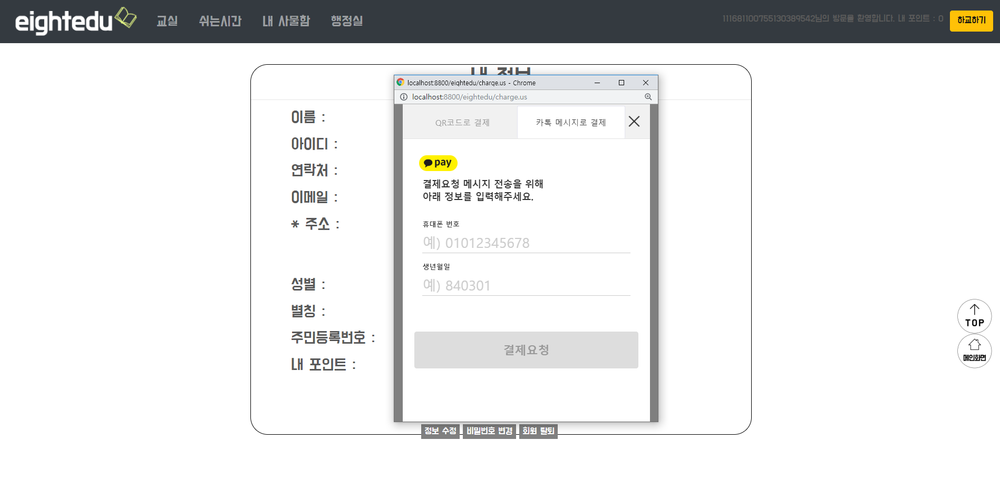 eightedu 교실 쉬는시간 내 사물함 행정실 111681100755130389542님의 방문을 환영합니다. 내 포인트 : 0 하교하기
내 정보
localhost:8800/eightedu/charge.us - Chrome
localhost:8800/eightedu/charge.us
QR코드로 결제 카톡 메시지로 결제
pay
결제요청 메시지 전송을 위해
아래 정보를 입력해주세요.
휴대폰 번호
예) 01012345678
생년월일
예) 840301
결제요청
이름 :
아이디 :
연락처 :
이메일 :
* 주소 :
성별 :
별칭 :
주민등록번호 :
내 포인트 :
정보 수정 비밀번호 변경 회원 탈퇴
TOP
메인화면